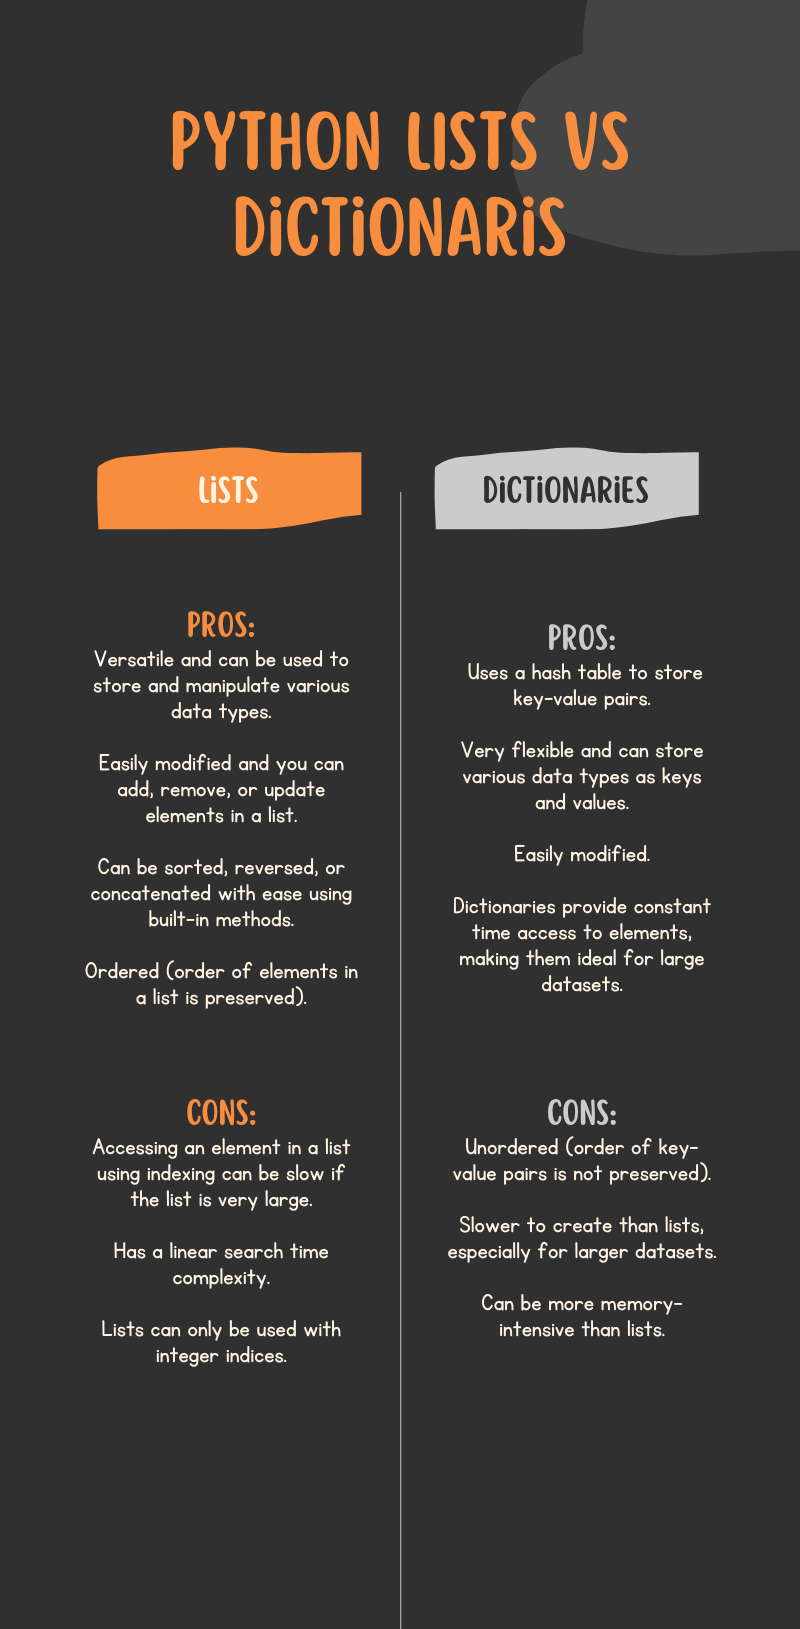 PYTHON LISTS VS
DiCTiONARiS
LiSTS
PROS:
Versatile and can be used to
store and manipulate various
data types.
Easily modified and you can
add, remove, or update
elements in a list.
Can be sorted, reversed, or
concatenated with ease using
built-in methods.
Ordered (order of elements in
a list is preserved).
CONS:
Accessing an element in a list
using indexing can be slow if
the list is very large.
Has a linear search time
complexity.
Lists can only be used with
integer indices.
DiCTiONARiES
PROS:
Uses a hash table to store
key-value pairs.
Very flexible and can store
various data types as keys
and values.
Easily modified.
Dictionaries provide constant
time access to elements,
making them ideal for large
datasets.
CONS:
Unordered (order of key-
value pairs is not preserved).
Slower to create than lists,
especially for larger datasets.
Can be more memory-
intensive than lists.